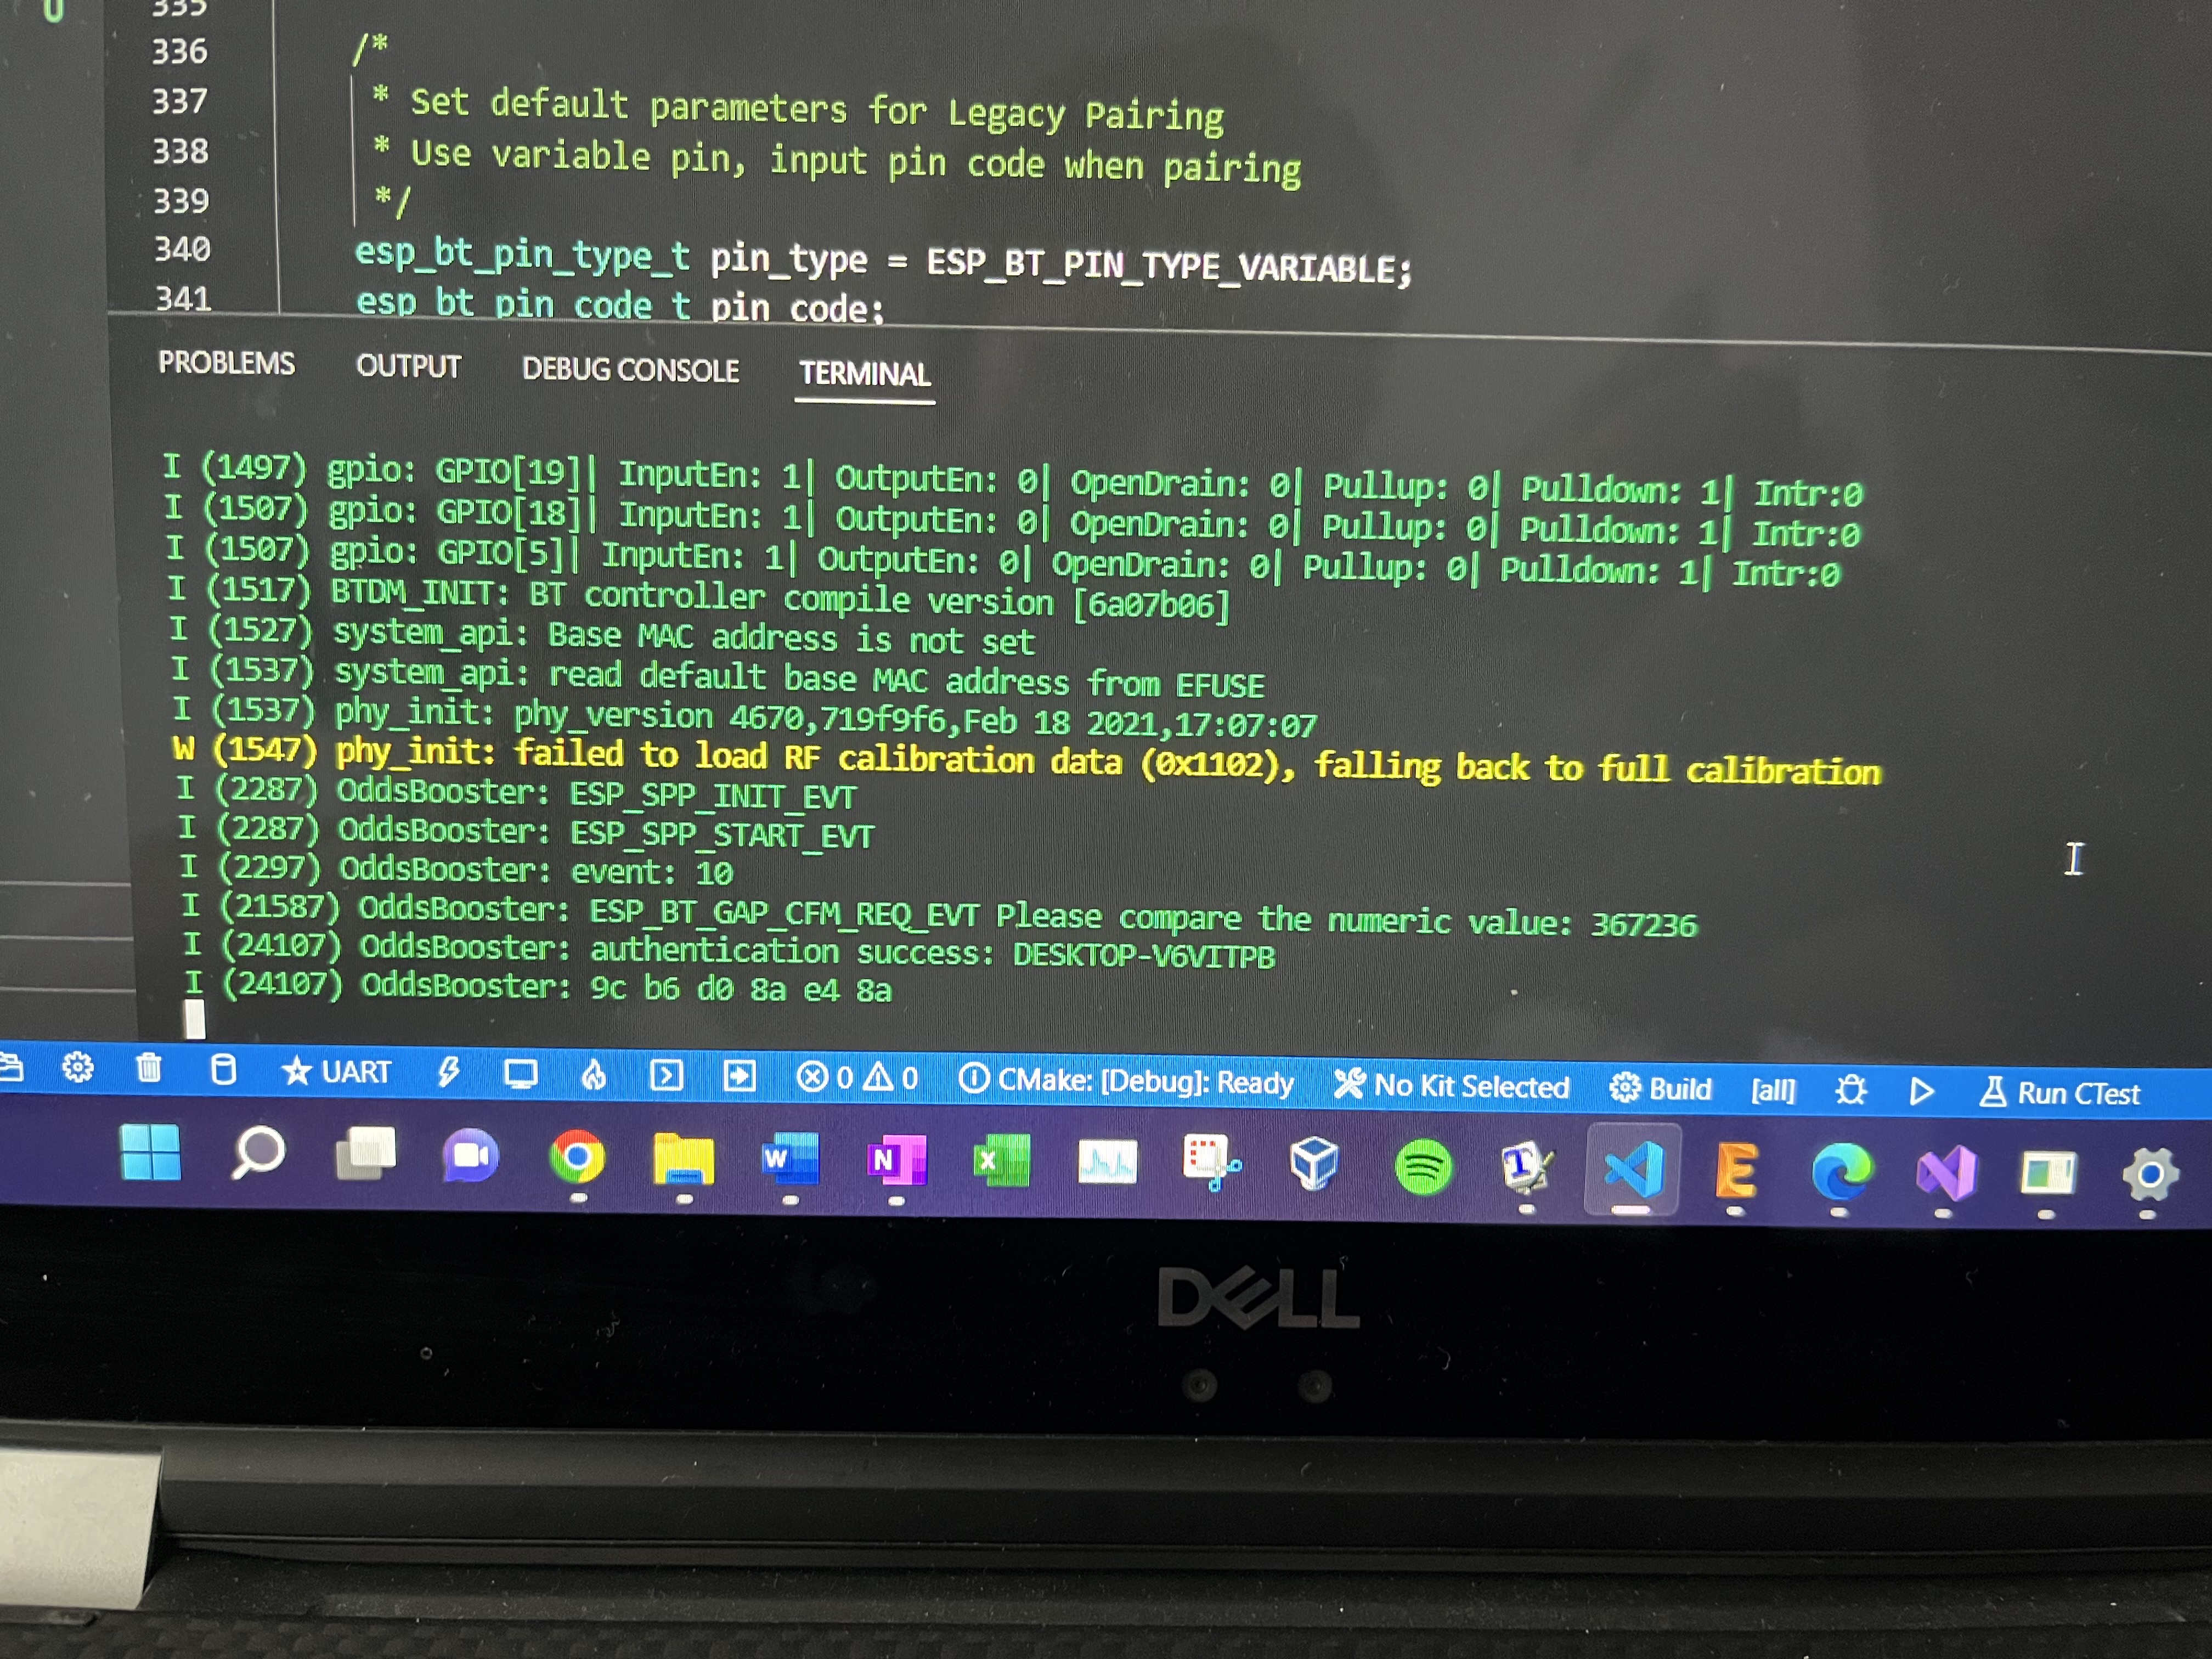 U
335
336 /*
337 * Set default parameters for Legacy Pairing
338 * Use variable pin, input pin code when pairing
339 */
340 esp_bt_pin_type_t pin_type = ESP_BT_PIN_TYPE_VARIABLE;
341 esp_bt_pin_code_t pin_code;
PROBLEMS OUTPUT DEBUG CONSOLE TERMINAL
I (1497) gpio: GPIO[19]| InputEn: 1| OutputEn: 0| OpenDrain: 0| Pullup: 0| Pulldown: 1| Intr:0
I (1507) gpio: GPIO[18]| InputEn: 1| OutputEn: 0| OpenDrain: 0| Pullup: 0| Pulldown: 1| Intr:0
I (1507) gpio: GPIO[5]| InputEn: 1| OutputEn: 0| OpenDrain: 0| Pullup: 0| Pulldown: 1| Intr:0
I (1517) BTDM_INIT: BT controller compile version [6a07b06]
I (1527) system_api: Base MAC address is not set
I (1537) system_api: read default base MAC address from EFUSE
I (1537) phy_init: phy_version 4670,719f9f6,Feb 18 2021,17:07:07
W (1547) phy_init: failed to load RF calibration data (0x1102), falling back to full calibration
I (2287) OddsBooster: ESP_SPP_INIT_EVT
I (2287) OddsBooster: ESP_SPP_START_EVT
I (2297) OddsBooster: event: 10
I (21587) OddsBooster: ESP_BT_GAP_CFM_REQ_EVT Please compare the numeric value: 367236
I (24107) OddsBooster: authentication success: DESKTOP-V6VITPB
I (24107) OddsBooster: 9c b6 d0 8a e4 8a
UART 0 0 CMake: [Debug]: Ready No Kit Selected Build [all] Run CTest
W N X T E
DELL